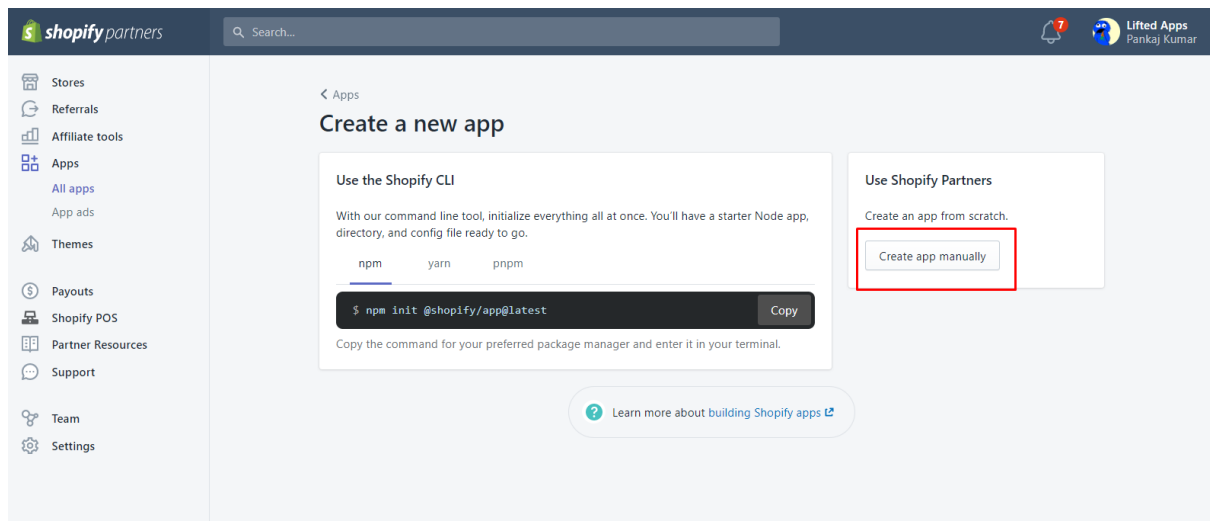 shopify partners
Search...
7
Lifted Apps
Pankaj Kumar
Stores
Referrals
Affiliate tools
Apps
All apps
App ads
Themes
Payouts
Shopify POS
Partner Resources
Support
Team
Settings
Apps
Create a new app
Use the Shopify CLI
With our command line tool, initialize everything all at once. You'll have a starter Node app,
directory, and config file ready to go.
npm yarn pnpm
$ npm init @shopify/app@latest Copy
Copy the command for your preferred package manager and enter it in your terminal.
Use Shopify Partners
Create an app from scratch.
Create app manually
? Learn more about building Shopify apps